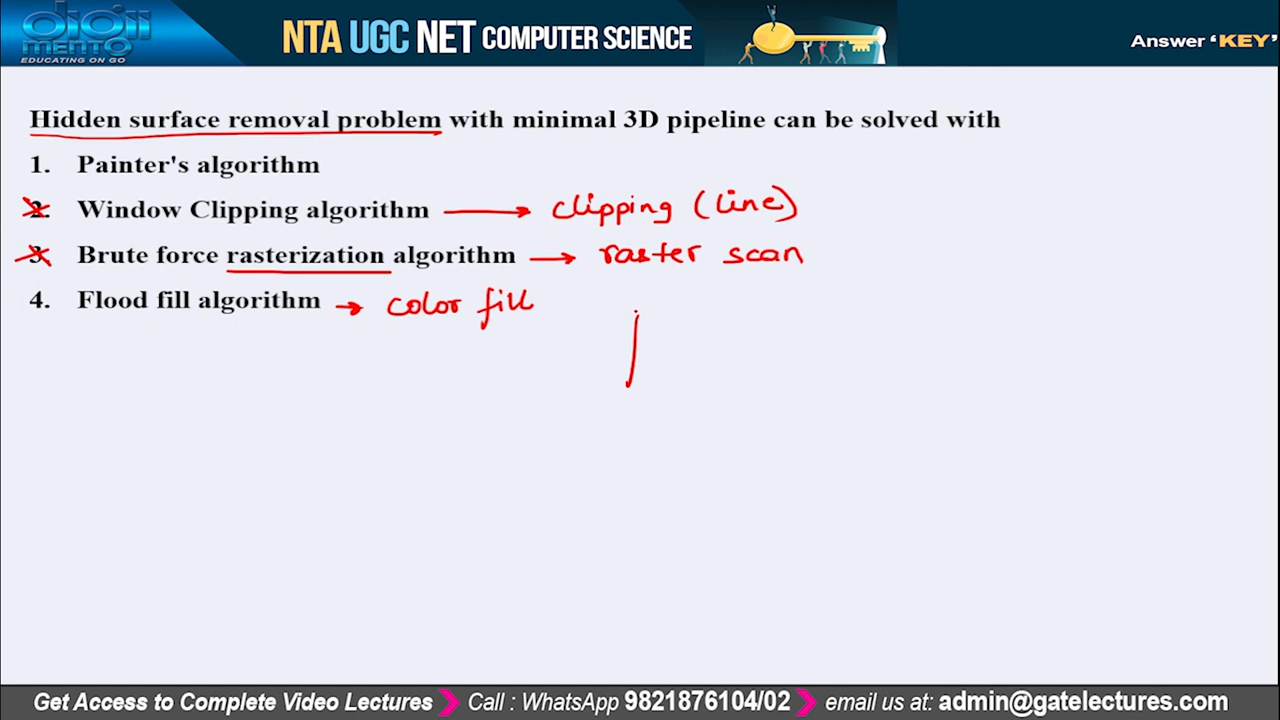 digii
MENTO
EDUCATING ON GO
NTA UGC NET COMPUTER SCIENCE
Answer ‘KEY’
Hidden surface removal problem with minimal 3D pipeline can be solved with
1. Painter's algorithm
2. Window Clipping algorithm → clipping (line)
3. Brute force rasterization algorithm → raster scan
4. Flood fill algorithm → color fill
Get Access to Complete Video Lectures Call : WhatsApp 9821876104/02 email us at: admin@gatelectures.com